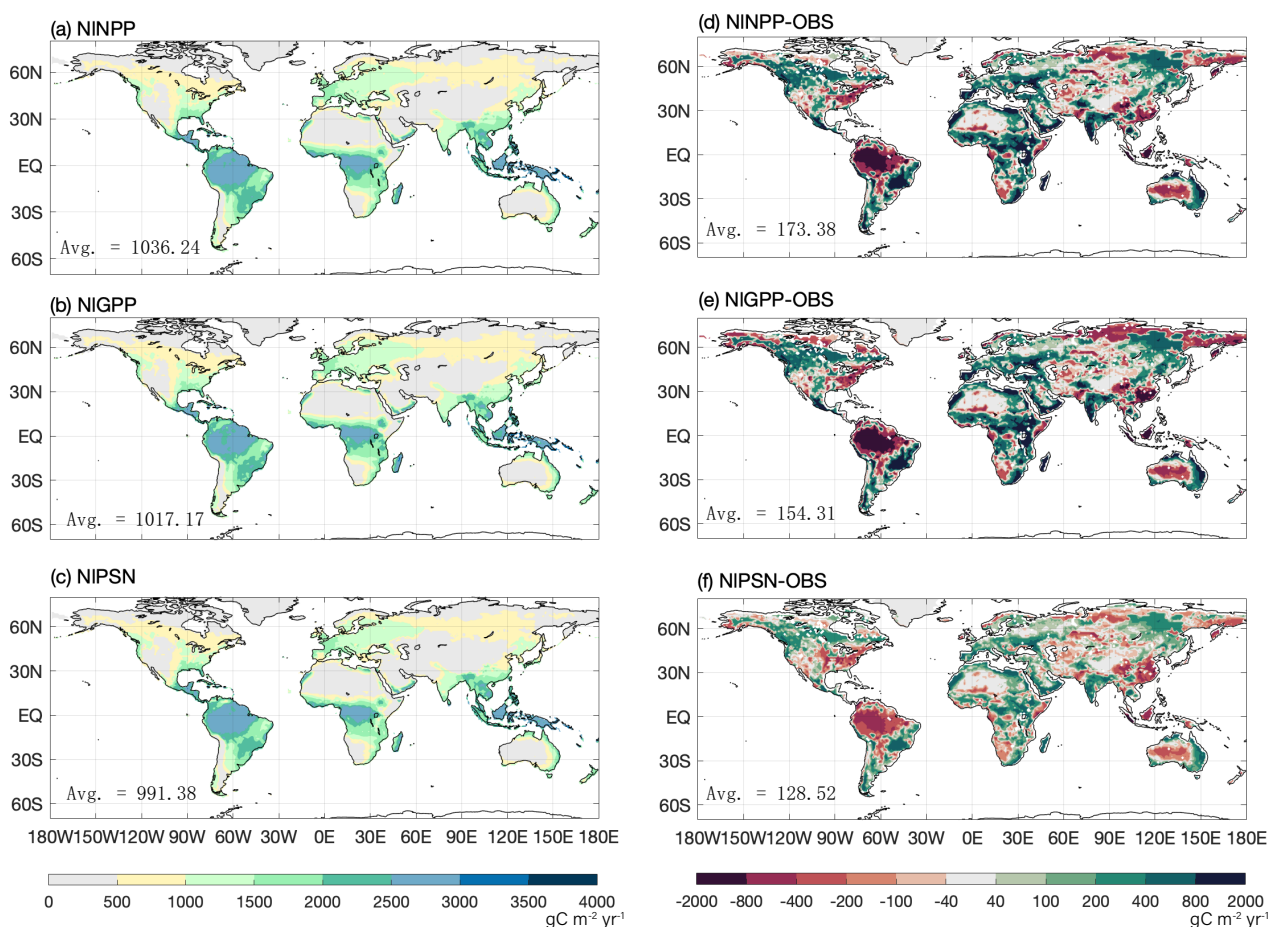 (a) NINPP
60N
30N
EQ
30S
60S
Avg. = 1036.24
(d) NINPP-OBS
60N
30N
EQ
30S
60S
Avg. = 173.38
(b) NIGPP
60N
30N
EQ
30S
60S
Avg. = 1017.17
(e) NIGPP-OBS
60N
30N
EQ
30S
60S
Avg. = 154.31
(c) NIPSN
60N
30N
EQ
30S
60S
Avg. = 991.38
180W150W120W90W 60W 30W 0E 30E 60E 90E 120E 150E 180E
(f) NIPSN-OBS
60N
30N
EQ
30S
60S
Avg. = 128.52
180W150W120W90W 60W 30W 0E 30E 60E 90E 120E 150E 180E
0 500 1000 1500 2000 2500 3000 3500 4000
gC m⁻² yr⁻¹
-2000 -800 -400 -200 -100 -40 40 100 200 400 800 2000
gC m⁻² yr⁻¹